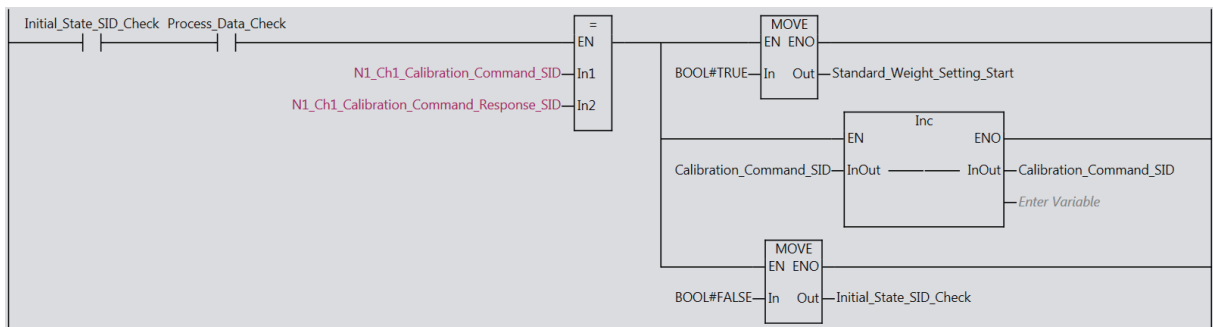 Initial_State_SID_Check Process_Data_Check = MOVE
EN EN ENO
N1_Ch1_Calibration_Command_SID In1 BOOL#TRUE In Out Standard_Weight_Setting_Start
N1_Ch1_Calibration_Command_Response_SID In2
Inc
EN ENO
Calibration_Command_SID InOut InOut Calibration_Command_SID
Enter Variable
MOVE
EN ENO
BOOL#FALSE In Out Initial_State_SID_Check